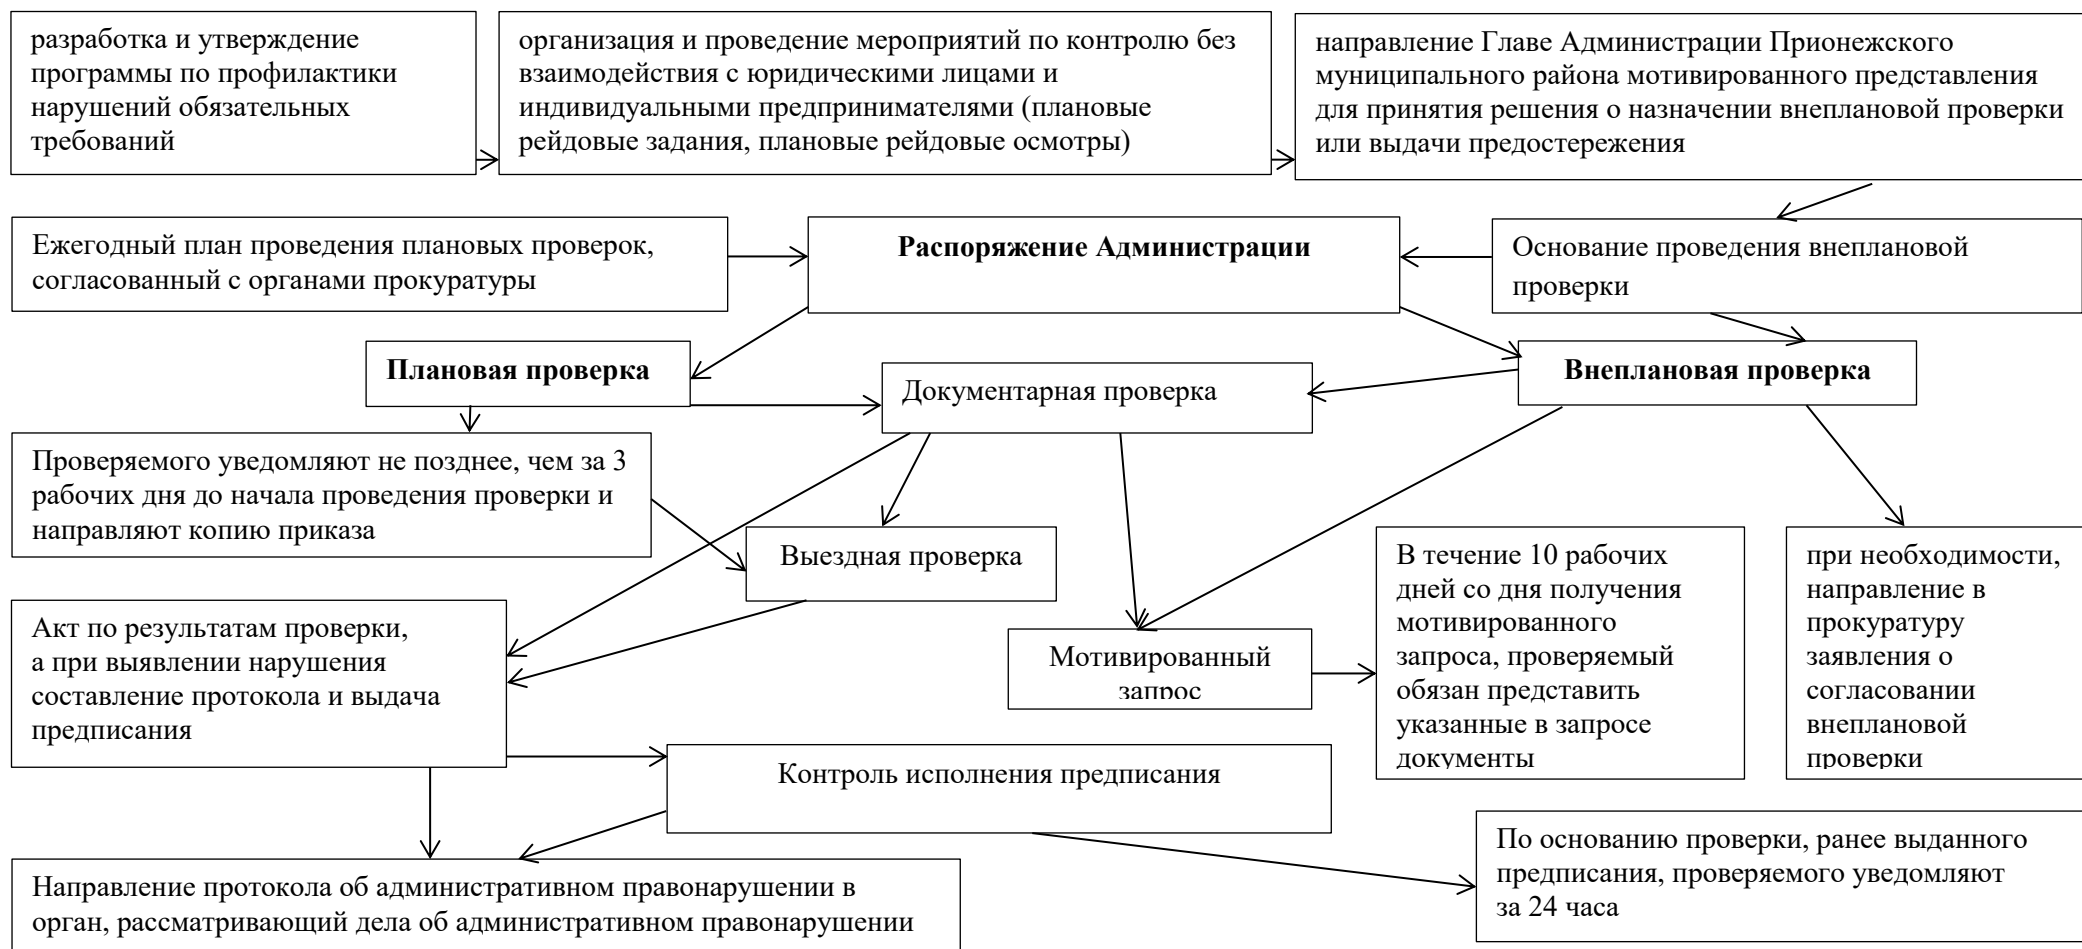 разработка и утверждение
программы по профилактики
нарушений обязательных
требований
организация и проведение мероприятий по контролю без
взаимодействия с юридическими лицами и
индивидуальными предпринимателями (плановые
рейдовые задания, плановые рейдовые осмотры)
направление Главе Администрации Прионежского
муниципального района мотивированного представления
для принятия решения о назначении внеплановой проверки
или выдачи предостережения
Ежегодный план проведения плановых проверок,
согласованный с органами прокуратуры
Распоряжение Администрации
Основание проведения внеплановой
проверки
Плановая проверка
Документарная проверка
Внеплановая проверка
Проверяемого уведомляют не позднее, чем за 3
рабочих дня до начала проведения проверки и
направляют копию приказа
Выездная проверка
В течение 10 рабочих
дней со дня получения
мотивированного
запроса, проверяемый
обязан представить
указанные в запросе
документы
при необходимости,
направление в
прокуратуру
заявления о
согласовании
внеплановой
проверки
Акт по результатам проверки,
а при выявлении нарушения
составление протокола и выдача
предписания
Мотивированный
запрос
Контроль исполнения предписания
По основанию проверки, ранее выданного
предписания, проверяемого уведомляют
за 24 часа
Направление протокола об административном правонарушении в
орган, рассматривающий дела об административном правонарушении